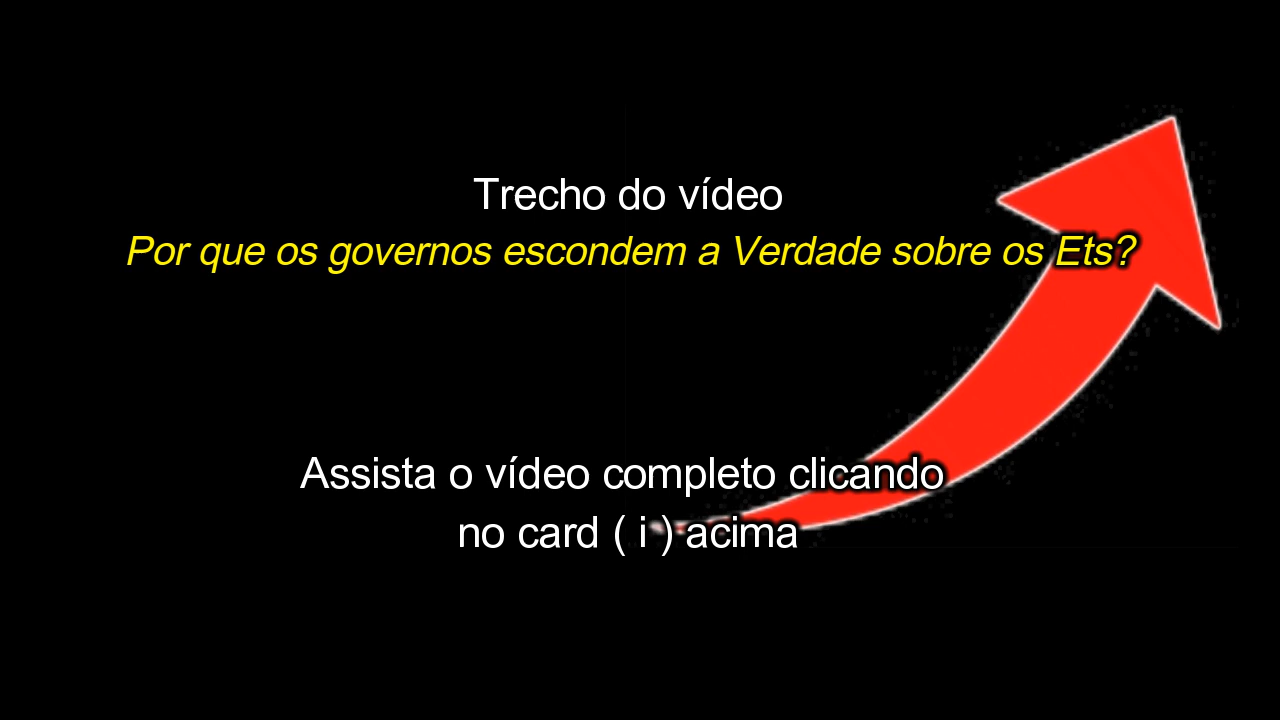 Trecho do vídeo
Por que os governos escondem a Verdade sobre os Ets?
Assista o vídeo completo clicando
no card ( i ) acima